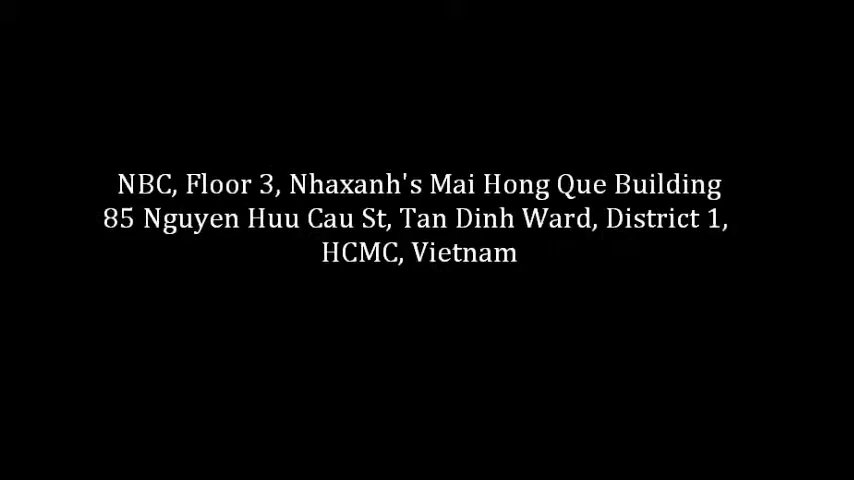 NBC, Floor 3, Nhaxanh's Mai Hong Que Building
85 Nguyen Huu Cau St, Tan Dinh Ward, District 1,
HCMC, Vietnam